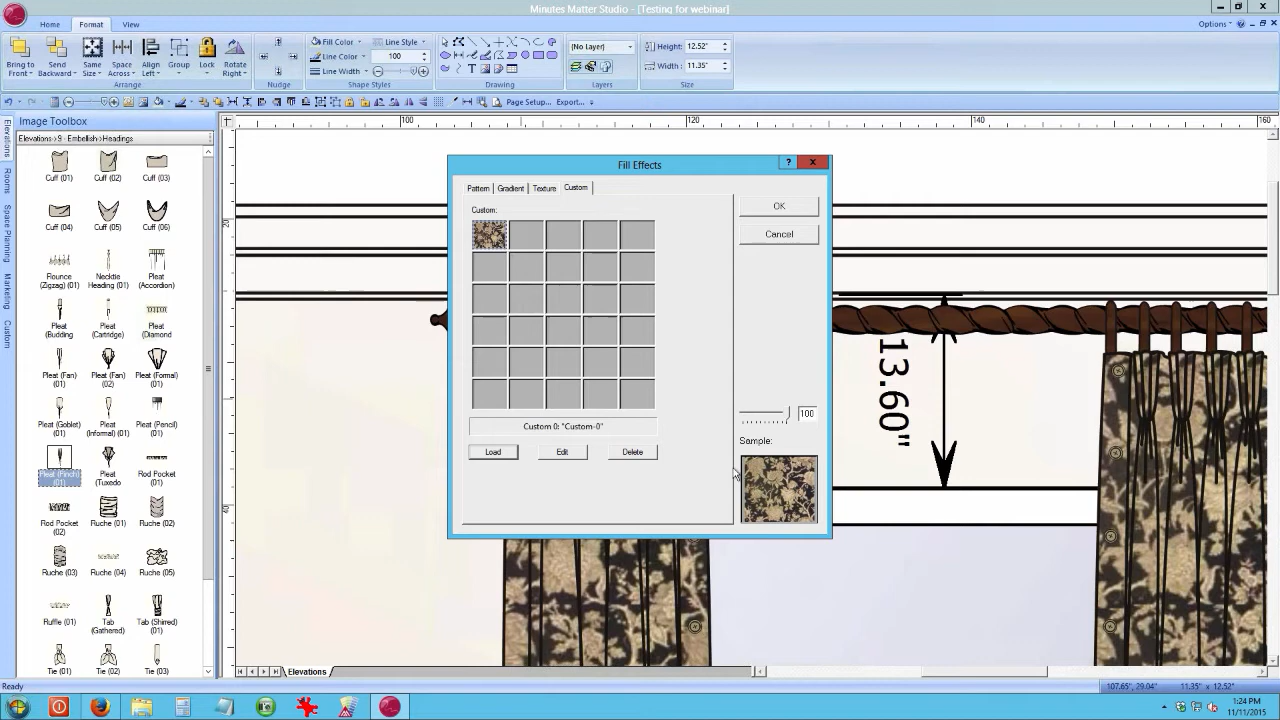 Minutes Matter Studio - [Testing for webinar]
Home Format View Options
Bring to Front Send Backward Same Size Space Across Align Left Group Lock Rotate Right
Fill Color Line Style
Line Color 100
Line Width
(No Layer)
Height: 12.52"
Width: 11.35"
Arrange Nudge Shape Styles Drawing Layers Size
Page Setup... Export...
Image Toolbox
Elevations->9 - Embellish->Headings
Elevations
Rooms
Space Planning
Marketing
Custom
Cuff (01) Cuff (02) Cuff (03)
Cuff (04) Cuff (05) Cuff (06)
Flounce (Zigzag) (01) Necktie Heading (01) Pleat (Accordion)
Pleat (Budding Pleat (Cartridge) Pleat (Diamond
Pleat (Fan) (01) Pleat (Fan) (02) Pleat (Formal) (01)
Pleat (Goblet) (01) Pleat (Informal) (01) Pleat (Pencil) (01)
Pleat (Pinch) (01) Pleat (Tuxedo Rod Pocket (01)
Rod Pocket (02) Ruche (01) Ruche (02)
Ruche (03) Ruche (04) Ruche (05)
Ruffle (01) Tab (Gathered) Tab (Shirred) (01)
Tie (01) Tie (02) Tie (03)
100 120 140 160
20
40
Fill Effects
? X
Pattern Gradient Texture Custom
Custom:
OK
Cancel
100
Sample:
Custom 0: "Custom-0"
Load Edit Delete
13.60"
Elevations
Ready
107.65", 29.04" 11.35" x 12.52"
1:24 PM
11/11/2015